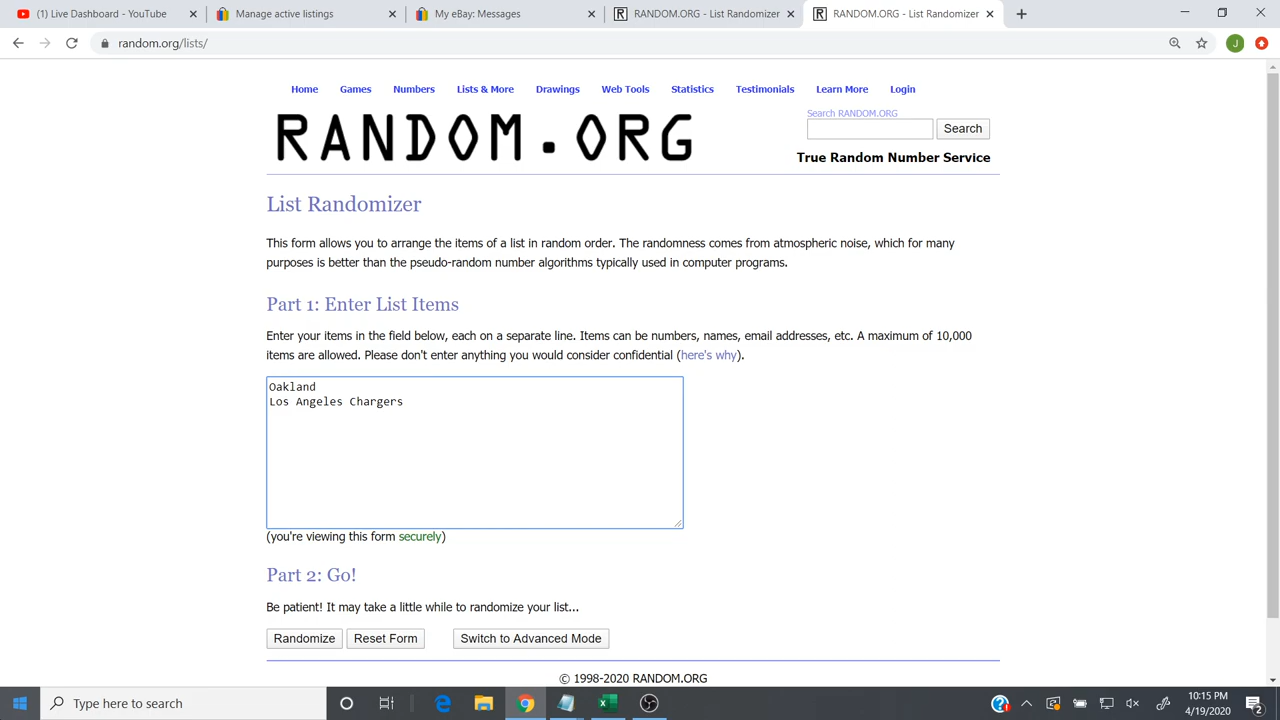 (1) Live Dashboard - YouTube
Manage active listings
My eBay: Messages
RANDOM.ORG - List Randomizer
RANDOM.ORG - List Randomizer
random.org/lists/
J
Home Games Numbers Lists & More Drawings Web Tools Statistics Testimonials Learn More Login
RANDOM.ORG
Search RANDOM.ORG
Search
True Random Number Service
List Randomizer
This form allows you to arrange the items of a list in random order. The randomness comes from atmospheric noise, which for many
purposes is better than the pseudo-random number algorithms typically used in computer programs.
Part 1: Enter List Items
Enter your items in the field below, each on a separate line. Items can be numbers, names, email addresses, etc. A maximum of 10,000
items are allowed. Please don't enter anything you would consider confidential (here's why).
Oakland
Los Angeles Chargers
(you're viewing this form securely)
Part 2: Go!
Be patient! It may take a little while to randomize your list...
Randomize Reset Form Switch to Advanced Mode
© 1998-2020 RANDOM.ORG
Type here to search
10:15 PM
4/19/2020
2